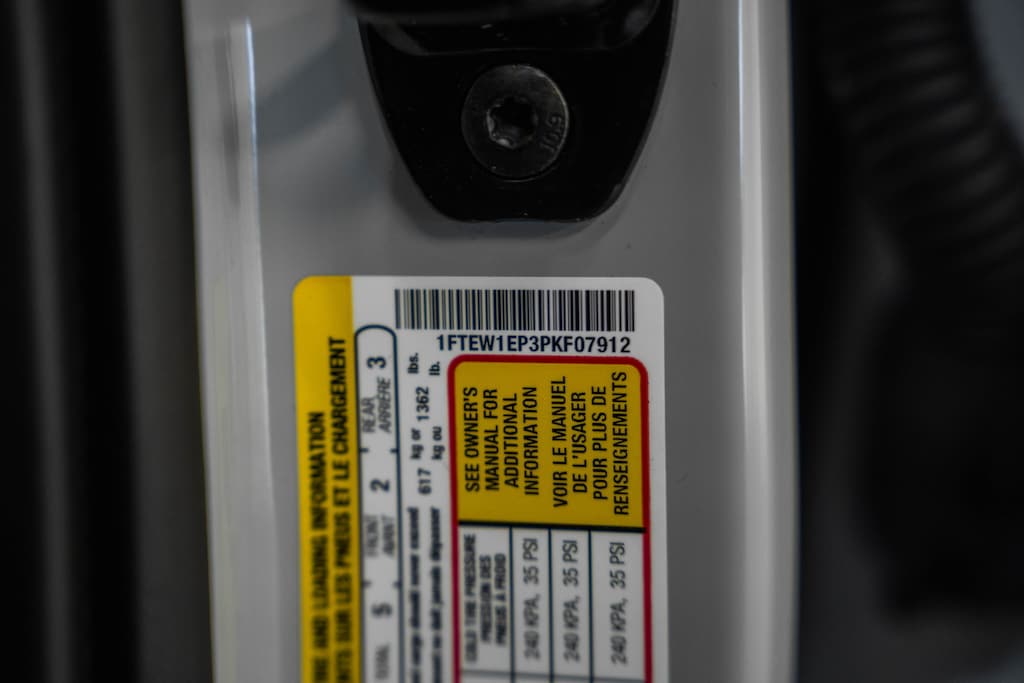 10.9
1FTEW1EP3PKF07912
TIRE AND LOADING INFORMATION
RENSEIGNEMENTS SUR LES PNEUS ET LE CHARGEMENT
TOTAL 5 FRONT 2 REAR 3
AVANT ARRIÈRE
617 kg or 1362 lbs.
kg ou lb.
SEE OWNER'S
MANUAL FOR
ADDITIONAL
INFORMATION
VOIR LE MANUEL
DE L'USAGER
POUR PLUS DE
RENSEIGNEMENTS
COLD TIRE PRESSURE
PRESSION DES
PNEUS À FROID
240 KPA, 35 PSI
240 KPA, 35 PSI
240 KPA, 35 PSI